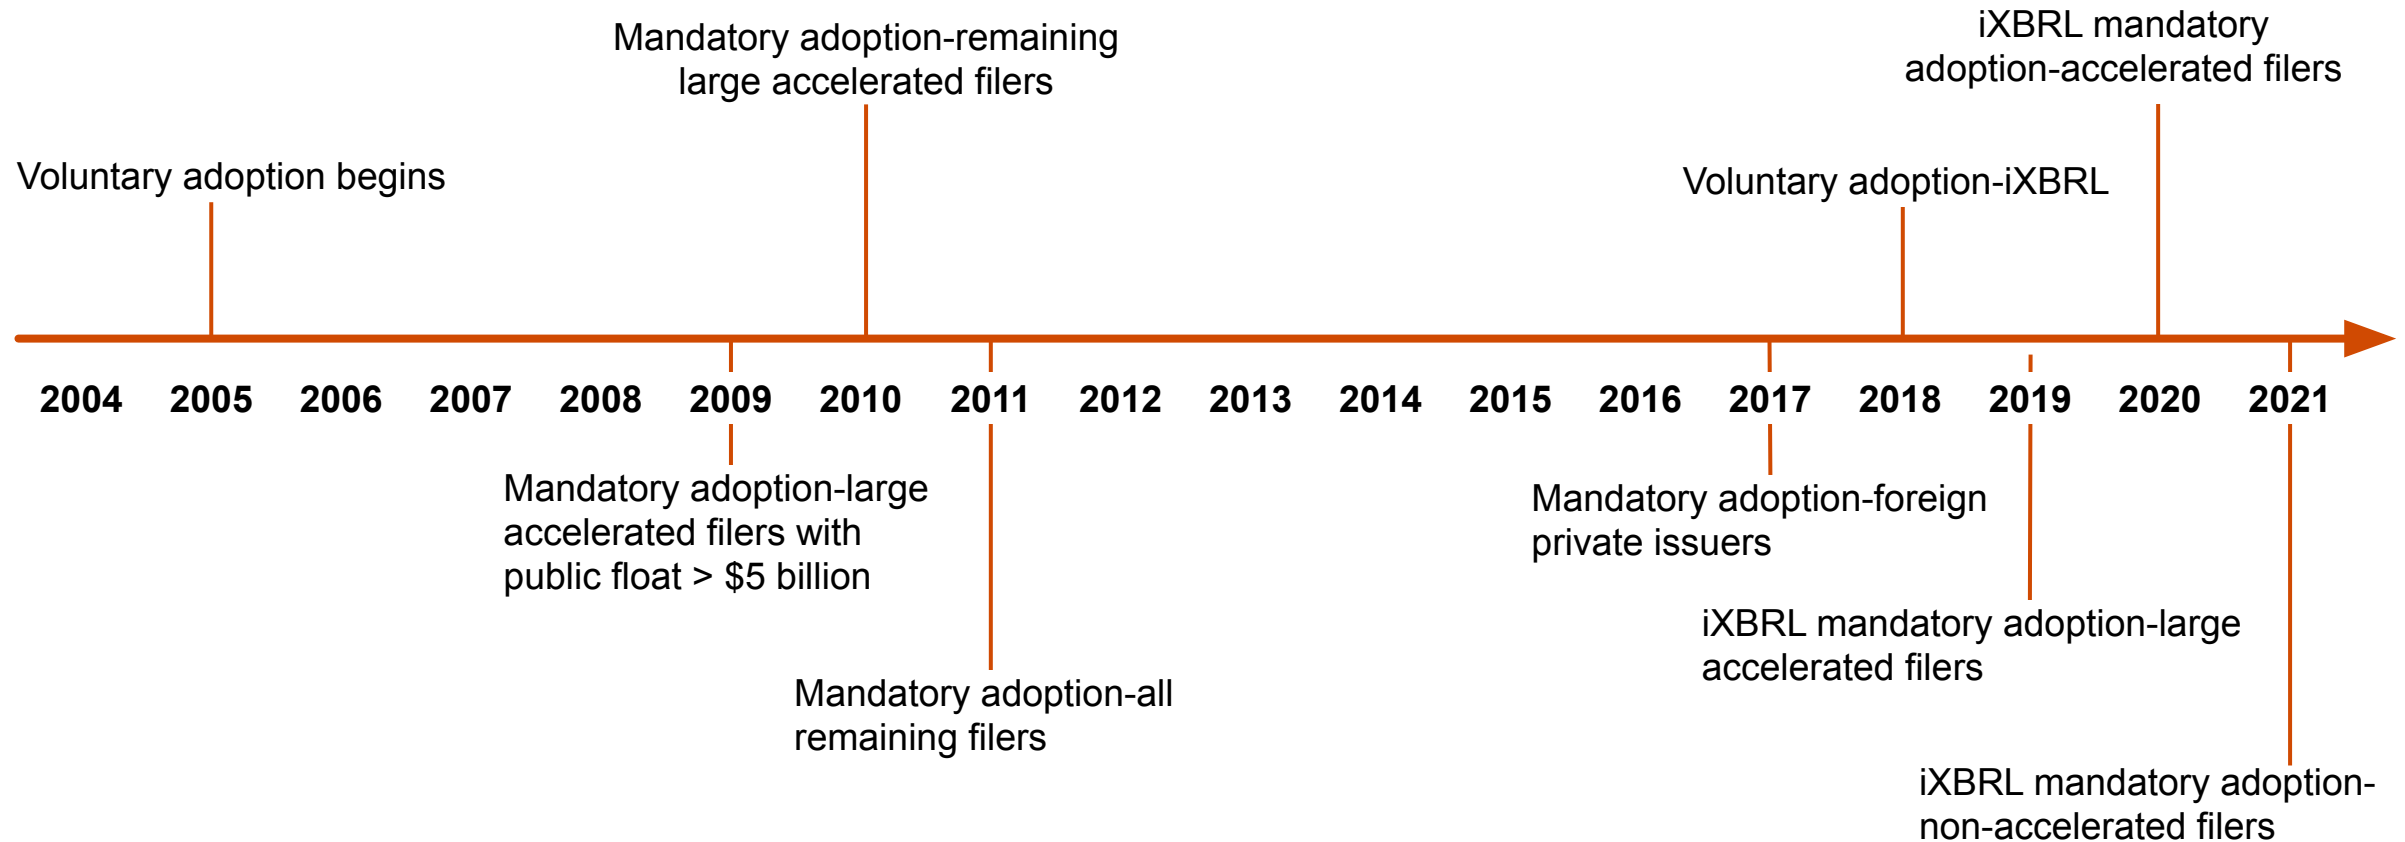 Mandatory adoption-remaining
large accelerated filers
iXBRL mandatory
adoption-accelerated filers
Voluntary adoption begins
Voluntary adoption-iXBRL
2004 2005 2006 2007 2008 2009 2010 2011 2012 2013 2014 2015 2016 2017 2018 2019 2020 2021
Mandatory adoption-large
accelerated filers with
public float > $5 billion
Mandatory adoption-foreign
private issuers
iXBRL mandatory adoption-large
accelerated filers
Mandatory adoption-all
remaining filers
iXBRL mandatory adoption-
non-accelerated filers